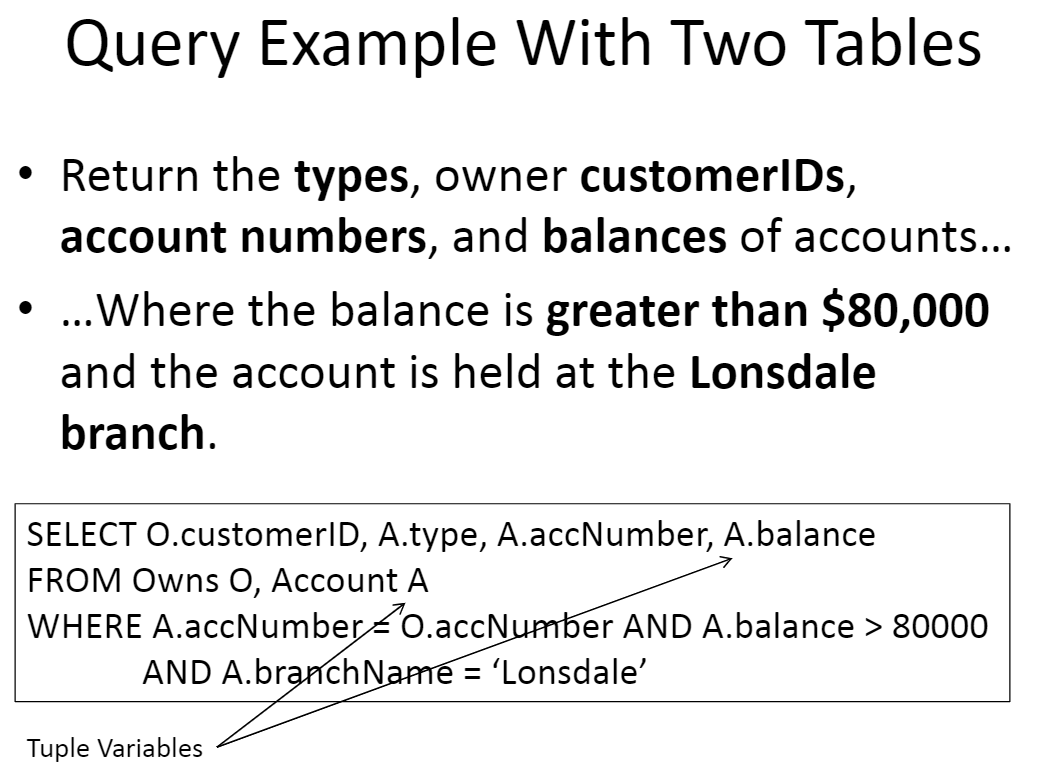 Query Example With Two Tables
• Return the types, owner customerIDs,
account numbers, and balances of accounts…
• …Where the balance is greater than $80,000
and the account is held at the Lonsdale
branch.
SELECT O.customerID, A.type, A.accNumber, A.balance
FROM Owns O, Account A
WHERE A.accNumber = O.accNumber AND A.balance > 80000
AND A.branchName = ‘Lonsdale’
Tuple Variables